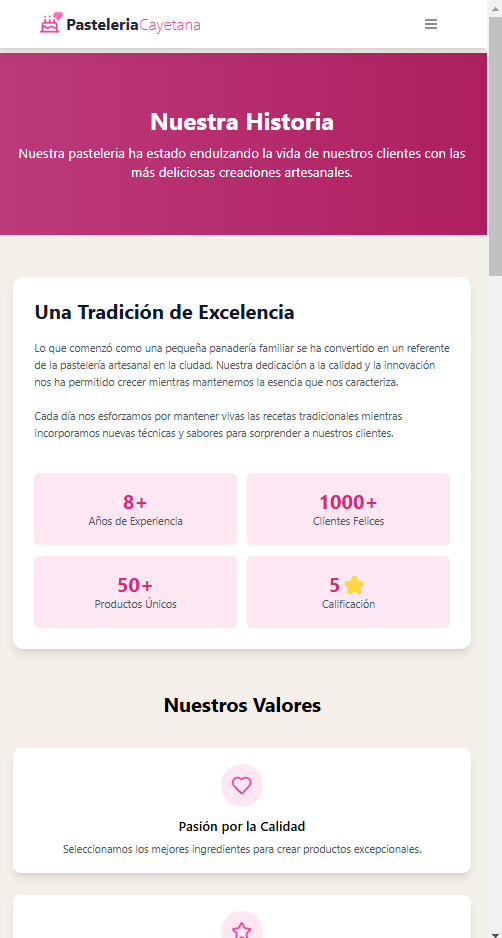 PasteleriaCayetana
Nuestra Historia
Nuestra pasteleria ha estado endulzando la vida de nuestros clientes con las
más deliciosas creaciones artesanales.
Una Tradición de Excelencia
Lo que comenzó como una pequeña panadería familiar se ha convertido en un referente
de la pastelería artesanal en la ciudad. Nuestra dedicación a la calidad y la innovación
nos ha permitido crecer mientras mantenemos la esencia que nos caracteriza.
Cada día nos esforzamos por mantener vivas las recetas tradicionales mientras
incorporamos nuevas técnicas y sabores para sorprender a nuestros clientes.
8+
Años de Experiencia
1000+
Clientes Felices
50+
Productos Únicos
5 ⭐
Calificación
Nuestros Valores
Pasión por la Calidad
Seleccionamos los mejores ingredientes para crear productos excepcionales.